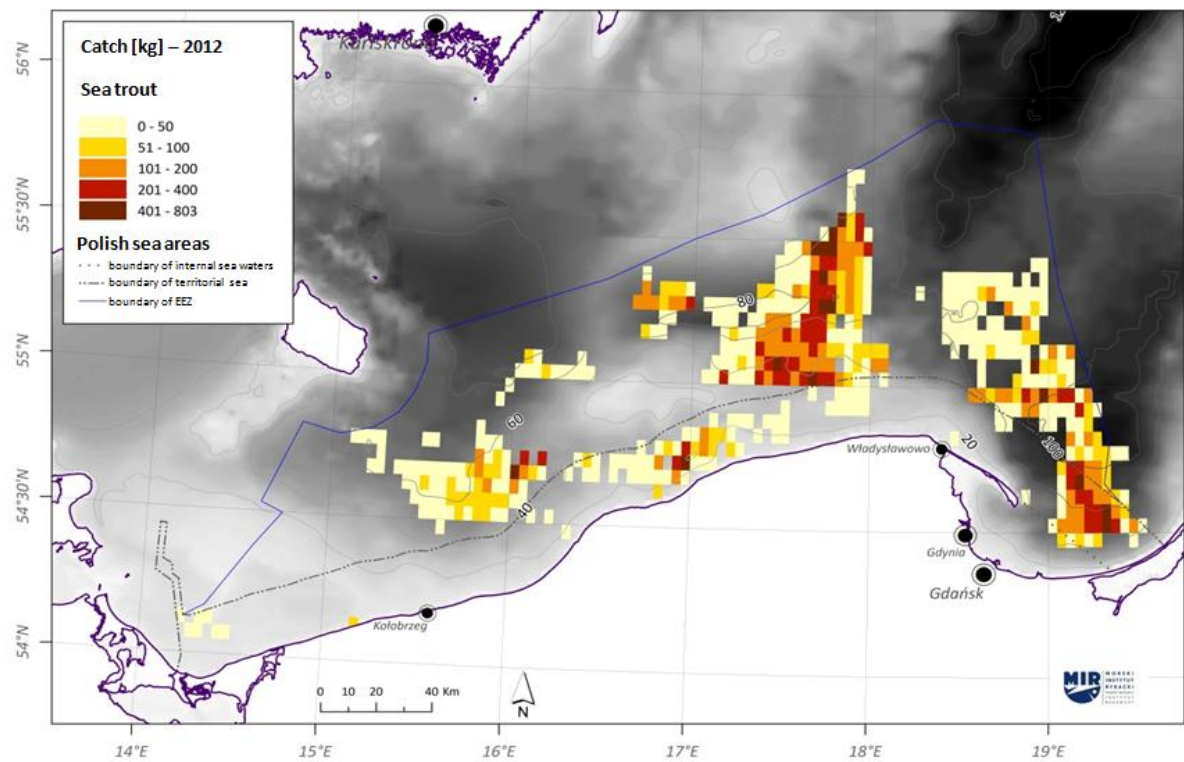 Catch [kg] – 2012
Sea trout
0 - 50
51 - 100
101 - 200
201 - 400
401 - 803
Polish sea areas
boundary of internal sea waters
boundary of territorial sea
boundary of EEZ
56°N
55°30'N
55°N
54°30'N
54°N
80
60
40
20
100
Władysławowo
Gdynia
Gdańsk
Kołobrzeg
0 10 20 40 Km
N
MIR
MORSKI
INSTYTUT
RYBACKI
14°E 15°E 16°E 17°E 18°E 19°E